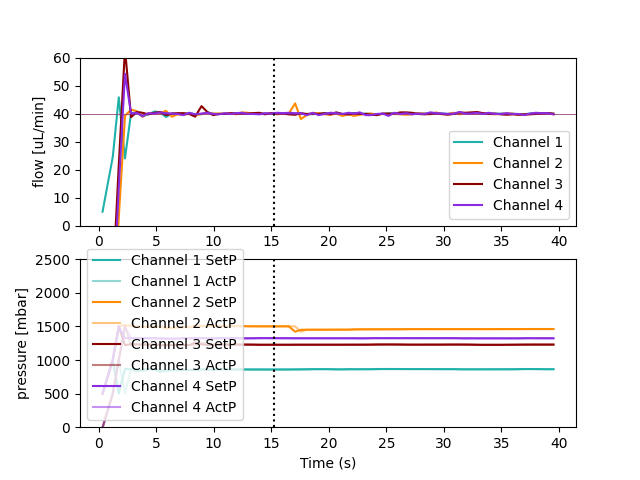 60
50
40
30
20
10
0
flow [uL/min]
Channel 1
Channel 2
Channel 3
Channel 4
0 5 10 15 20 25 30 35 40
2500
2000
1500
1000
500
0
pressure [mbar]
Channel 1 SetP
Channel 1 ActP
Channel 2 SetP
Channel 2 ActP
Channel 3 SetP
Channel 3 ActP
Channel 4 SetP
Channel 4 ActP
0 5 10 15 20 25 30 35 40
Time (s)